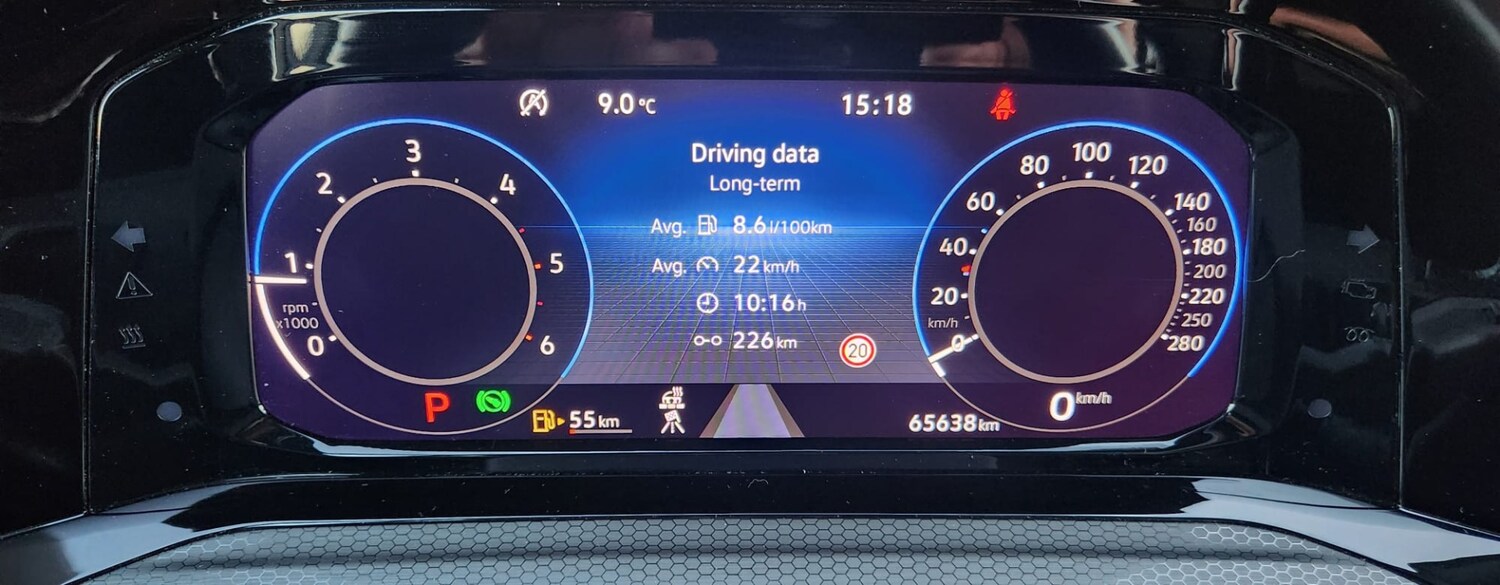 9.0 °C 15:18
Driving data
Long-term
Avg. 8.6 l/100km
Avg. 22 km/h
10:16 h
226 km
20
0
1
2
3
4
5
6
rpm
x1000
0
20
40
60
80
100
120
140
160
180
200
220
250
280
km/h
P
55 km
65638 km
0 km/h